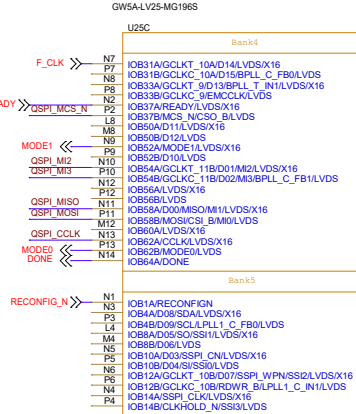 GW5A-LV25-MG196S
U25C
Bank4
F_CLK N7 IOB31A/GCLKT_10A/D14/LVDS/X16
P7 IOB31B/GCLKC_10A/D15/BPLL_C_FB0/LVDS
N8 IOB33A/GCLKT_9/D13/BPLL_T_IN1/LVDS/X16
P8 IOB33B/GCLKC_9/EMCCLK/LVDS
ADY N2 IOB37A/READY/LVDS/X16
QSPI_MCS_N P2 IOB37B/MCS_N/CSO_B/LVDS
L8 IOB50A/D11/LVDS/X16
M8 IOB50B/D12/LVDS
MODE1 N9 IOB52A/MODE1/LVDS/X16
P9 IOB52B/D10/LVDS
QSPI_MI2 N10 IOB54A/GCLKT_11B/D01/MI2/LVDS/X16
QSPI_MI3 P10 IOB54B/GCLKC_11B/D02/MI3/BPLL_C_FB1/LVDS
N12 IOB56A/LVDS/X16
P12 IOB56B/LVDS
QSPI_MISO N11 IOB58A/D00/MISO/MI1/LVDS/X16
QSPI_MOSI P11 IOB58B/MOSI/CSI_B/MI0/LVDS
M12 IOB60A/LVDS/X16
QSPI_CCLK N13 IOB62A/CCLK/LVDS/X16
MODE0 P13 IOB62B/MODE0/LVDS
DONE N14 IOB64A/DONE
Bank5
RECONFIG_N N1 IOB1A/RECONFIGN
N3 IOB4A/D08/SDA/LVDS/X16
P3 IOB4B/D09/SCL/LPLL1_C_FB0/LVDS
L4 IOB8A/D05/SO/SSI1/LVDS/X16
M4 IOB8B/D06/LVDS
N5 IOB10A/D03/SSPI_CN/LVDS/X16
P5 IOB10B/D04/SI/SSI0/LVDS
N6 IOB12A/GCLKT_10B/D07/SSPI_WPN/SSI2/LVDS/X16
P6 IOB12B/GCLKC_10B/RDWR_B/LPLL1_C_IN1/LVDS
N4 IOB14A/SSPI_CLK/LVDS/X16
P4 IOB14B/CLKHOLD_N/SSI3/LVDS